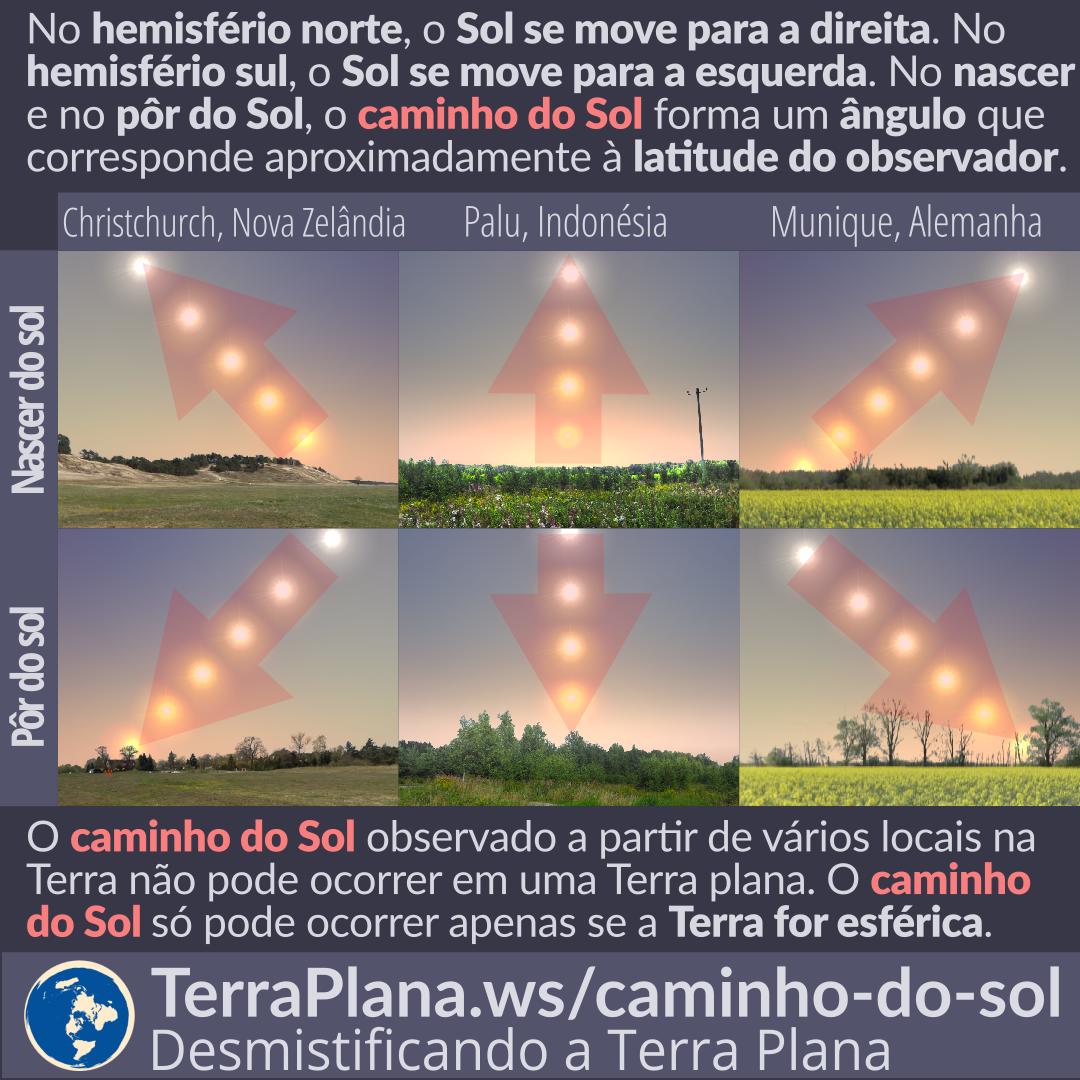 No hemisfério norte, o Sol se move para a direita. No
hemisfério sul, o Sol se move para a esquerda. No nascer
e no pôr do Sol, o caminho do Sol forma um ângulo que
corresponde aproximadamente à latitude do observador.
Christchurch, Nova Zelândia
Palu, Indonésia
Munique, Alemanha
Nascer do sol
Pôr do sol
O caminho do Sol observado a partir de vários locais na
Terra não pode ocorrer em uma Terra plana. O caminho
do Sol só pode ocorrer apenas se a Terra for esférica.
TerraPlana.ws/caminho-do-sol
Desmistificando a Terra Plana